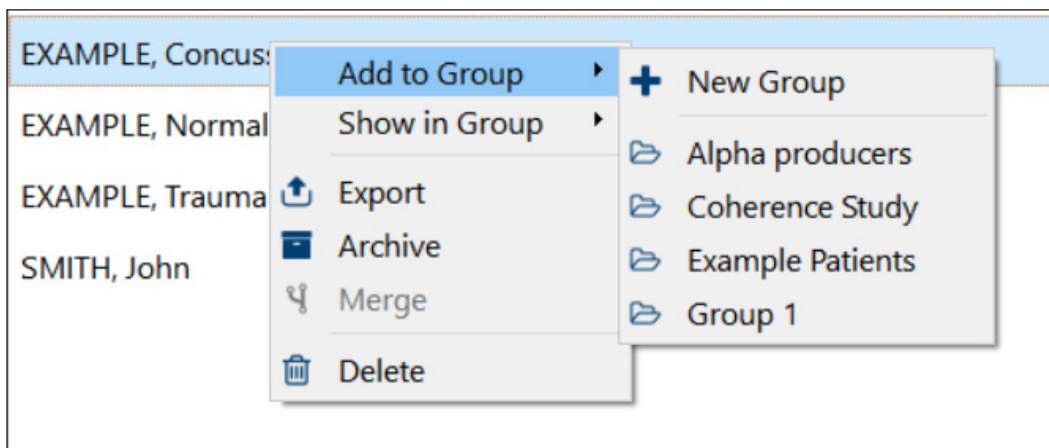 EXAMPLE, Concuss
EXAMPLE, Normal
EXAMPLE, Trauma
SMITH, John
Add to Group
Show in Group
Export
Archive
Merge
Delete
New Group
Alpha producers
Coherence Study
Example Patients
Group 1